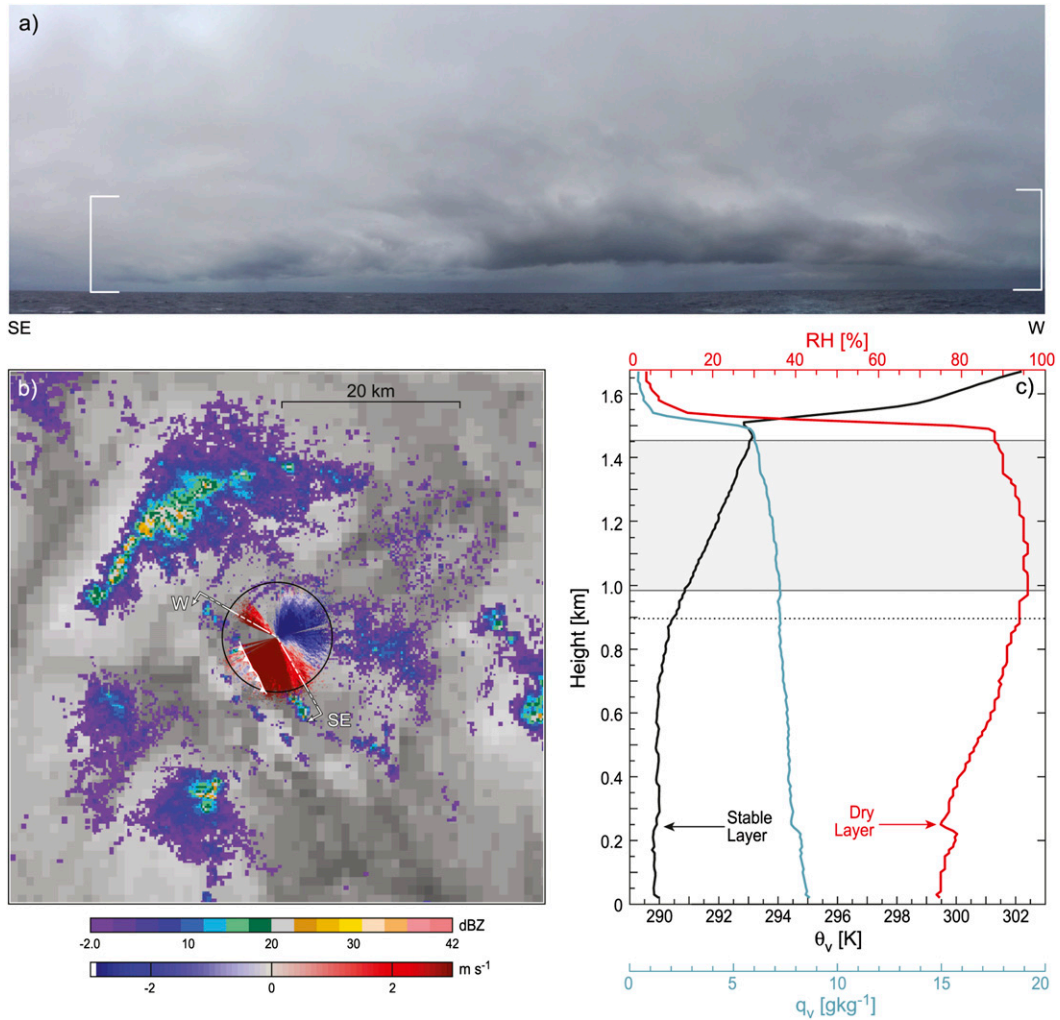 a)
SE
W
b)
20 km
W
SE
-2.0 10 20 30 42 dBZ
-2 0 2 m s⁻¹
RH [%]
0 20 40 60 80 100
c)
1.6
1.4
1.2
1.0
0.8
0.6
0.4
0.2
0
Height [km]
Stable
Layer
Dry
Layer
290 292 294 296 298 300 302
θᵥ [K]
0 5 10 15 20
qᵥ [gkg⁻¹]